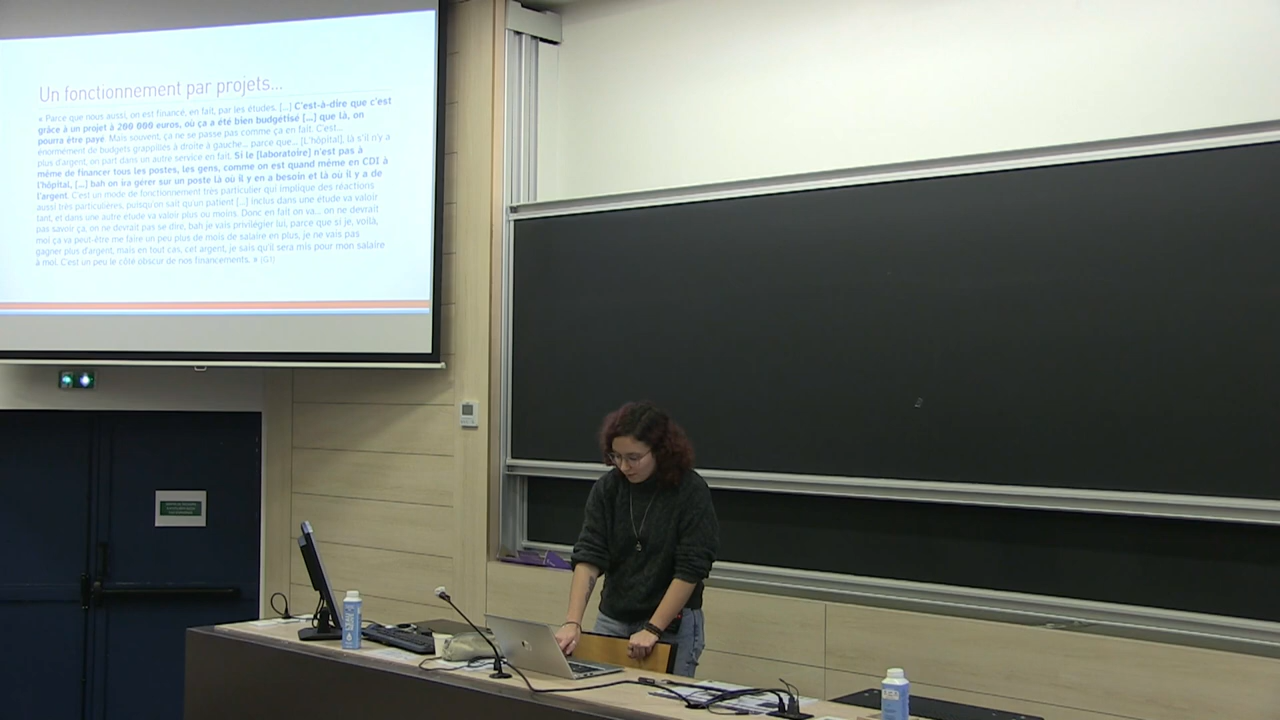 Un fonctionnement par projets...
« Parce que nous aussi, on est financé, en fait, par les études. [...] C'est-à-dire que c'est
grâce à un projet à 200 000 euros, où ça a été bien budgétisé [...] que là, on
pourra être payé. Mais souvent, ça ne se passe pas comme ça en fait. C'est...
énormément de budgets grappillés à droite à gauche... parce que... [L'hôpital], là s'il n'y a
plus d'argent, on part dans un autre service en fait. Si le [laboratoire] n'est pas à
même de financer tous les postes, les gens, comme on est quand même en CDI à
l'hôpital, [...] bah on ira gérer sur un poste là où il y en a besoin et là où il y a de
l'argent. C'est un mode de fonctionnement très particulier qui implique des réactions
aussi très particulières, puisqu'on sait qu'un patient [...] inclus dans une étude va valoir
tant, et dans une autre étude va valoir plus ou moins. Donc en fait on va... on ne devrait
pas savoir ça, on ne devrait pas se dire, bah je vais privilégier lui, parce que si je, voilà,
moi ça va peut-être me faire un peu plus de mois de salaire en plus, je ne vais pas
gagner plus d'argent, mais en tout cas, cet argent, je sais qu'il sera mis pour mon salaire
à moi. C'est un peu le côté obscur de nos financements. » (G1)